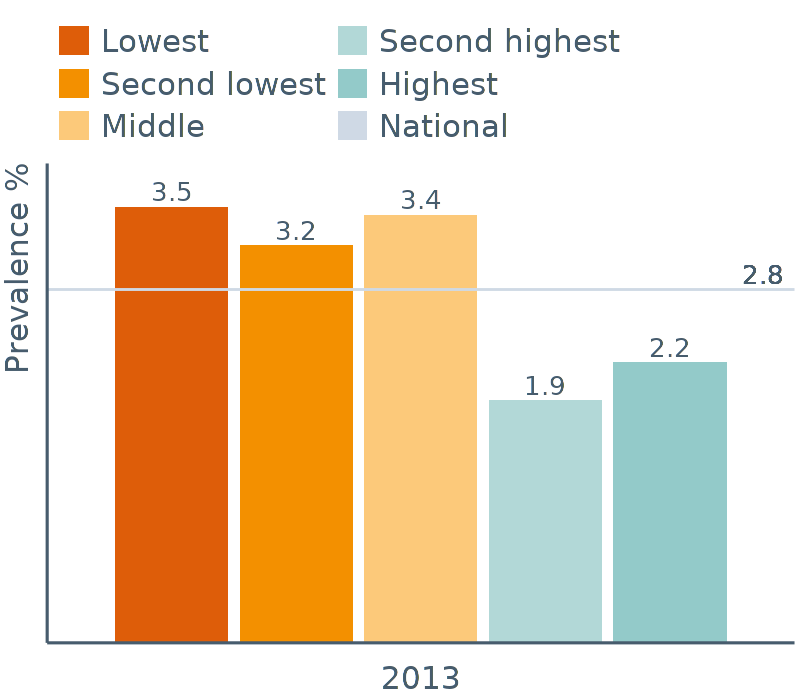 Lowest
Second lowest
Middle
Second highest
Highest
National
Prevalence %
3.5
3.2
3.4
1.9
2.2
2.8
2013